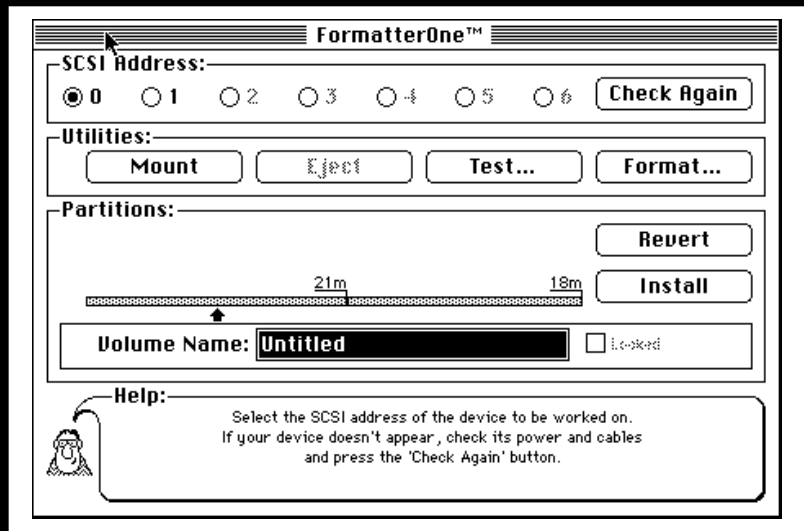 FormatterOne™
SCSI Address:
0 1 2 3 4 5 6 Check Again
Utilities:
Mount Eject Test... Format...
Partitions:
Revert
21m 18m Install
Volume Name: Untitled Locked
Help:
Select the SCSI address of the device to be worked on.
If your device doesn't appear, check its power and cables
and press the 'Check Again' button.